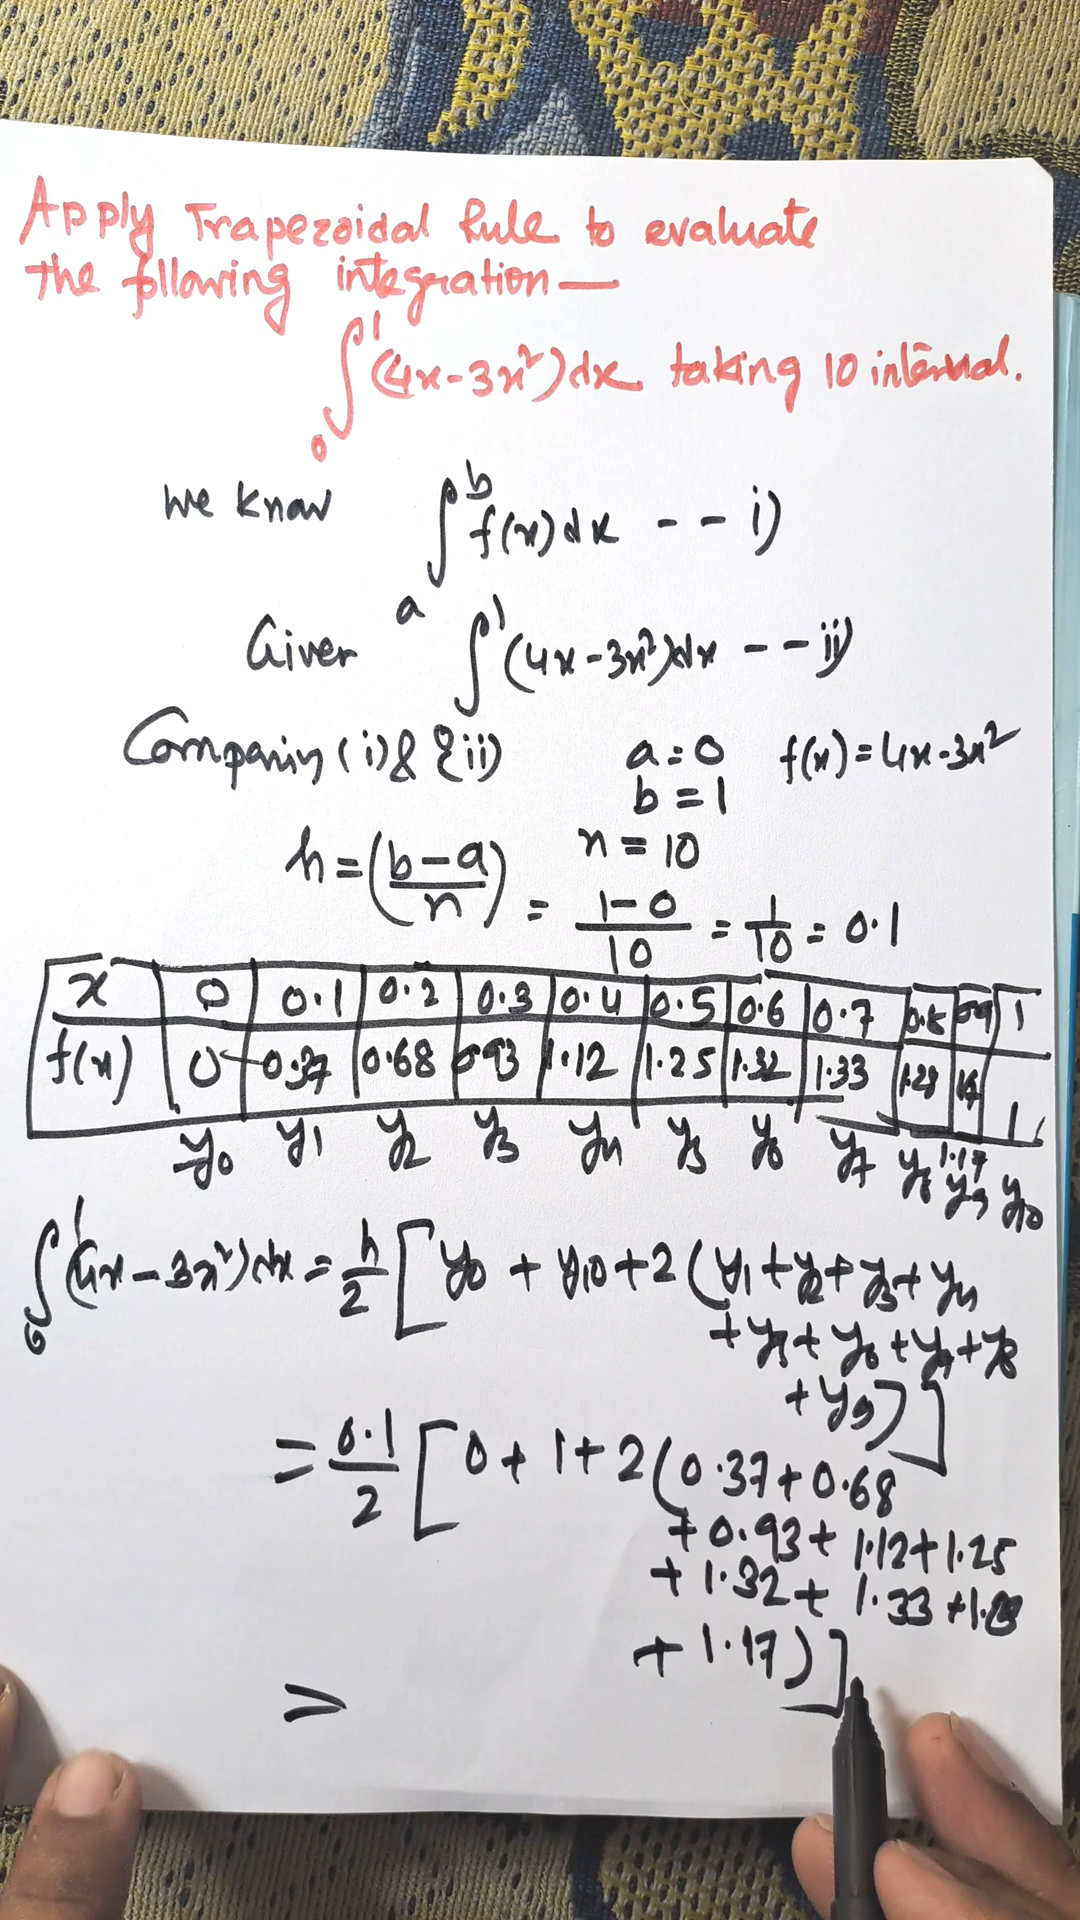 Apply Trapezoidal Rule to evaluate
the following integration —
∫₀¹ (4x-3x²)dx taking 10 interval.
We know ∫ₐᵇ f(x)dx -- i)
Given ∫¹ (4x-3x²)dx -- ii)
Comparing (i) & (ii) a=0 f(x)=4x-3x²
b=1
h=(b-a/n) n=10
= 1-0/10 = 1/10 = 0.1
x 0 0.1 0.2 0.3 0.4 0.5 0.6 0.7 0.8 0.9 1
f(x) 0 0.37 0.68 0.93 1.12 1.25 1.32 1.33 1.28 1
1.17
y₀ y₁ y₂ y₃ y₄ y₅ y₆ y₇ y₈ y₉ y₁₀
∫₀¹ (4x-3x²)dx = h/2 [y₀ + y₁₀ + 2(y₁+y₂+y₃+y₄
+y₅+y₆+y₇+y₈
+y₉)]
= 0.1/2 [0+1+2(0.37+0.68
+0.93+1.12+1.25
+1.32+1.33+
+1.17)]
=